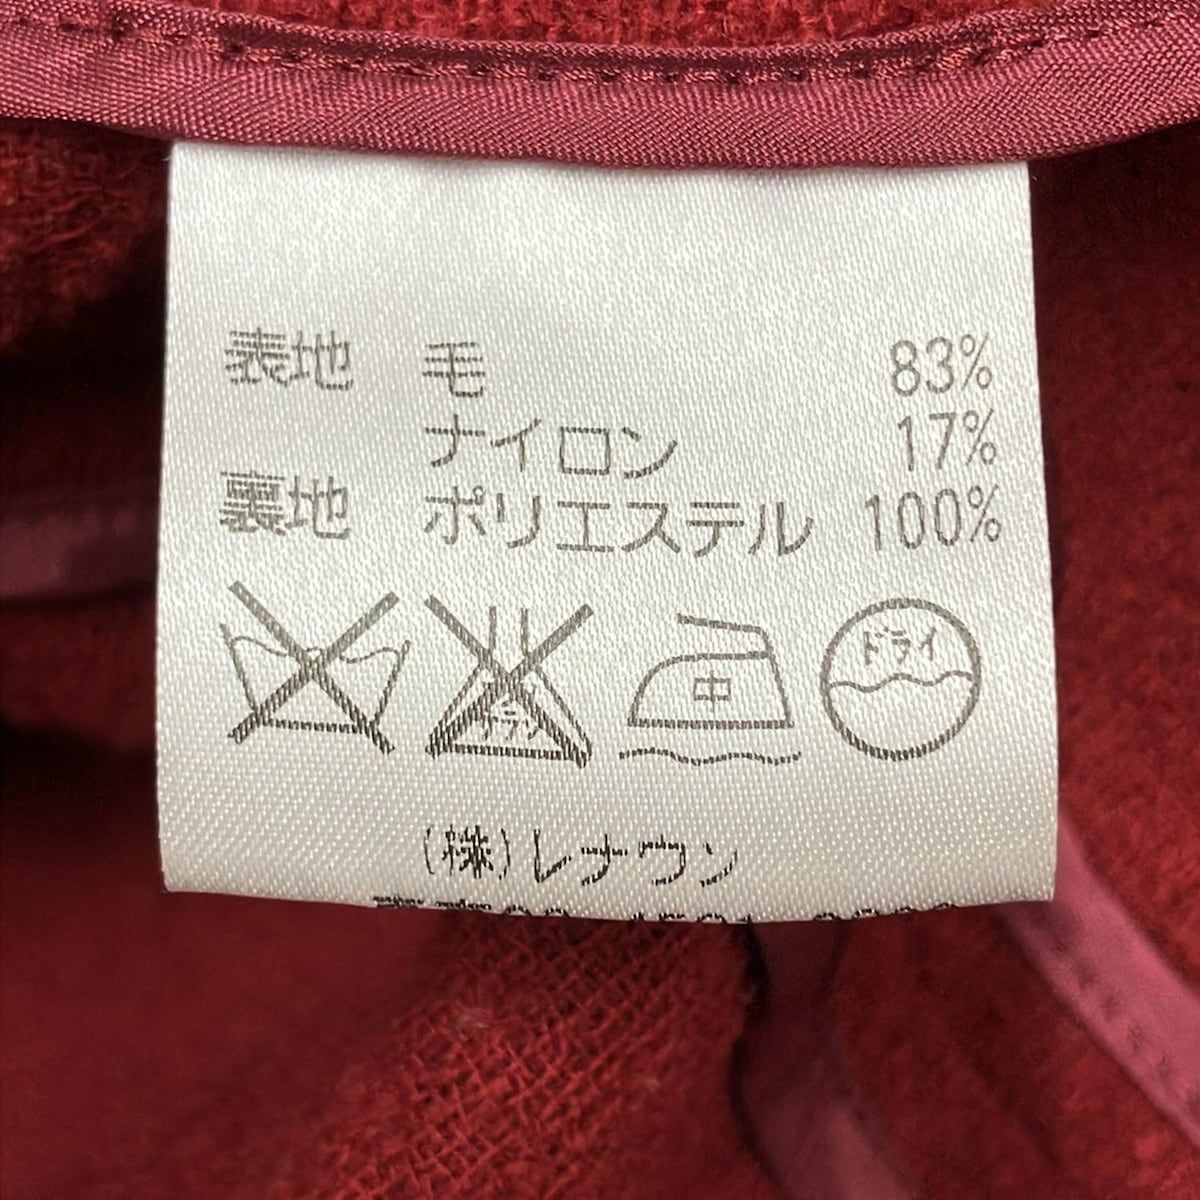 表地 毛 83%
ナイロン 17%
裏地 ポリエステル 100%
中 ドライ
(株)レナウン